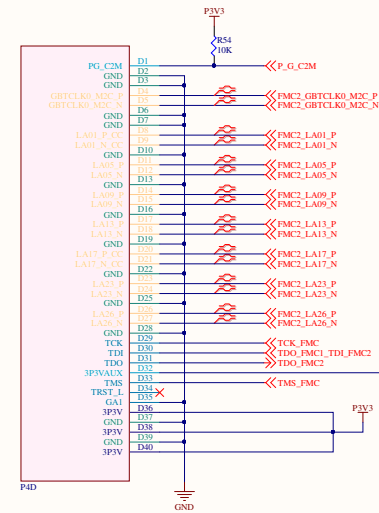 P3V3
R54
10K
PG_C2M D1 P_G_C2M
GND D2
GND D3
GBTCLK0_M2C_P D4 FMC2_GBTCLK0_M2C_P
GBTCLK0_M2C_N D5 FMC2_GBTCLK0_M2C_N
GND D6
GND D7
LA01_P_CC D8 FMC2_LA01_P
LA01_N_CC D9 FMC2_LA01_N
GND D10
LA05_P D11 FMC2_LA05_P
LA05_N D12 FMC2_LA05_N
GND D13
LA09_P D14 FMC2_LA09_P
LA09_N D15 FMC2_LA09_N
GND D16
LA13_P D17 FMC2_LA13_P
LA13_N D18 FMC2_LA13_N
GND D19
LA17_P_CC D20 FMC2_LA17_P
LA17_N_CC D21 FMC2_LA17_N
GND D22
LA23_P D23 FMC2_LA23_P
LA23_N D24 FMC2_LA23_N
GND D25
LA26_P D26 FMC2_LA26_P
LA26_N D27 FMC2_LA26_N
GND D28
TCK D29 TCK_FMC
TDI D30 TDO_FMC1_TDI_FMC2
TDO D31 TDO_FMC2
3P3VAUX D32
TMS D33 TMS_FMC
TRST_L D34
GA1 D35
3P3V D36 P3V3
GND D37
3P3V D38
GND D39
3P3V D40
P4D
GND